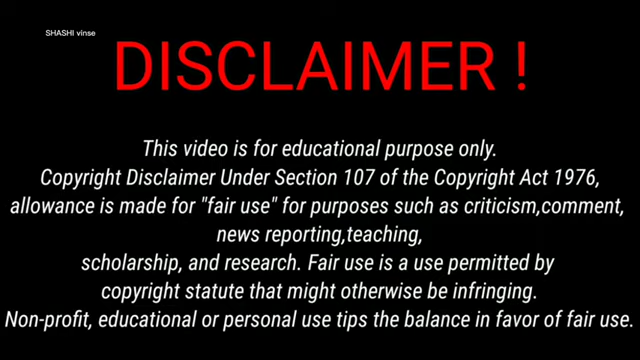 SHASHI vinse
DISCLAIMER !
This video is for educational purpose only.
Copyright Disclaimer Under Section 107 of the Copyright Act 1976,
allowance is made for "fair use" for purposes such as criticism,comment,
news reporting,teaching,
scholarship, and research. Fair use is a use permitted by
copyright statute that might otherwise be infringing.
Non-profit, educational or personal use tips the balance in favor of fair use.